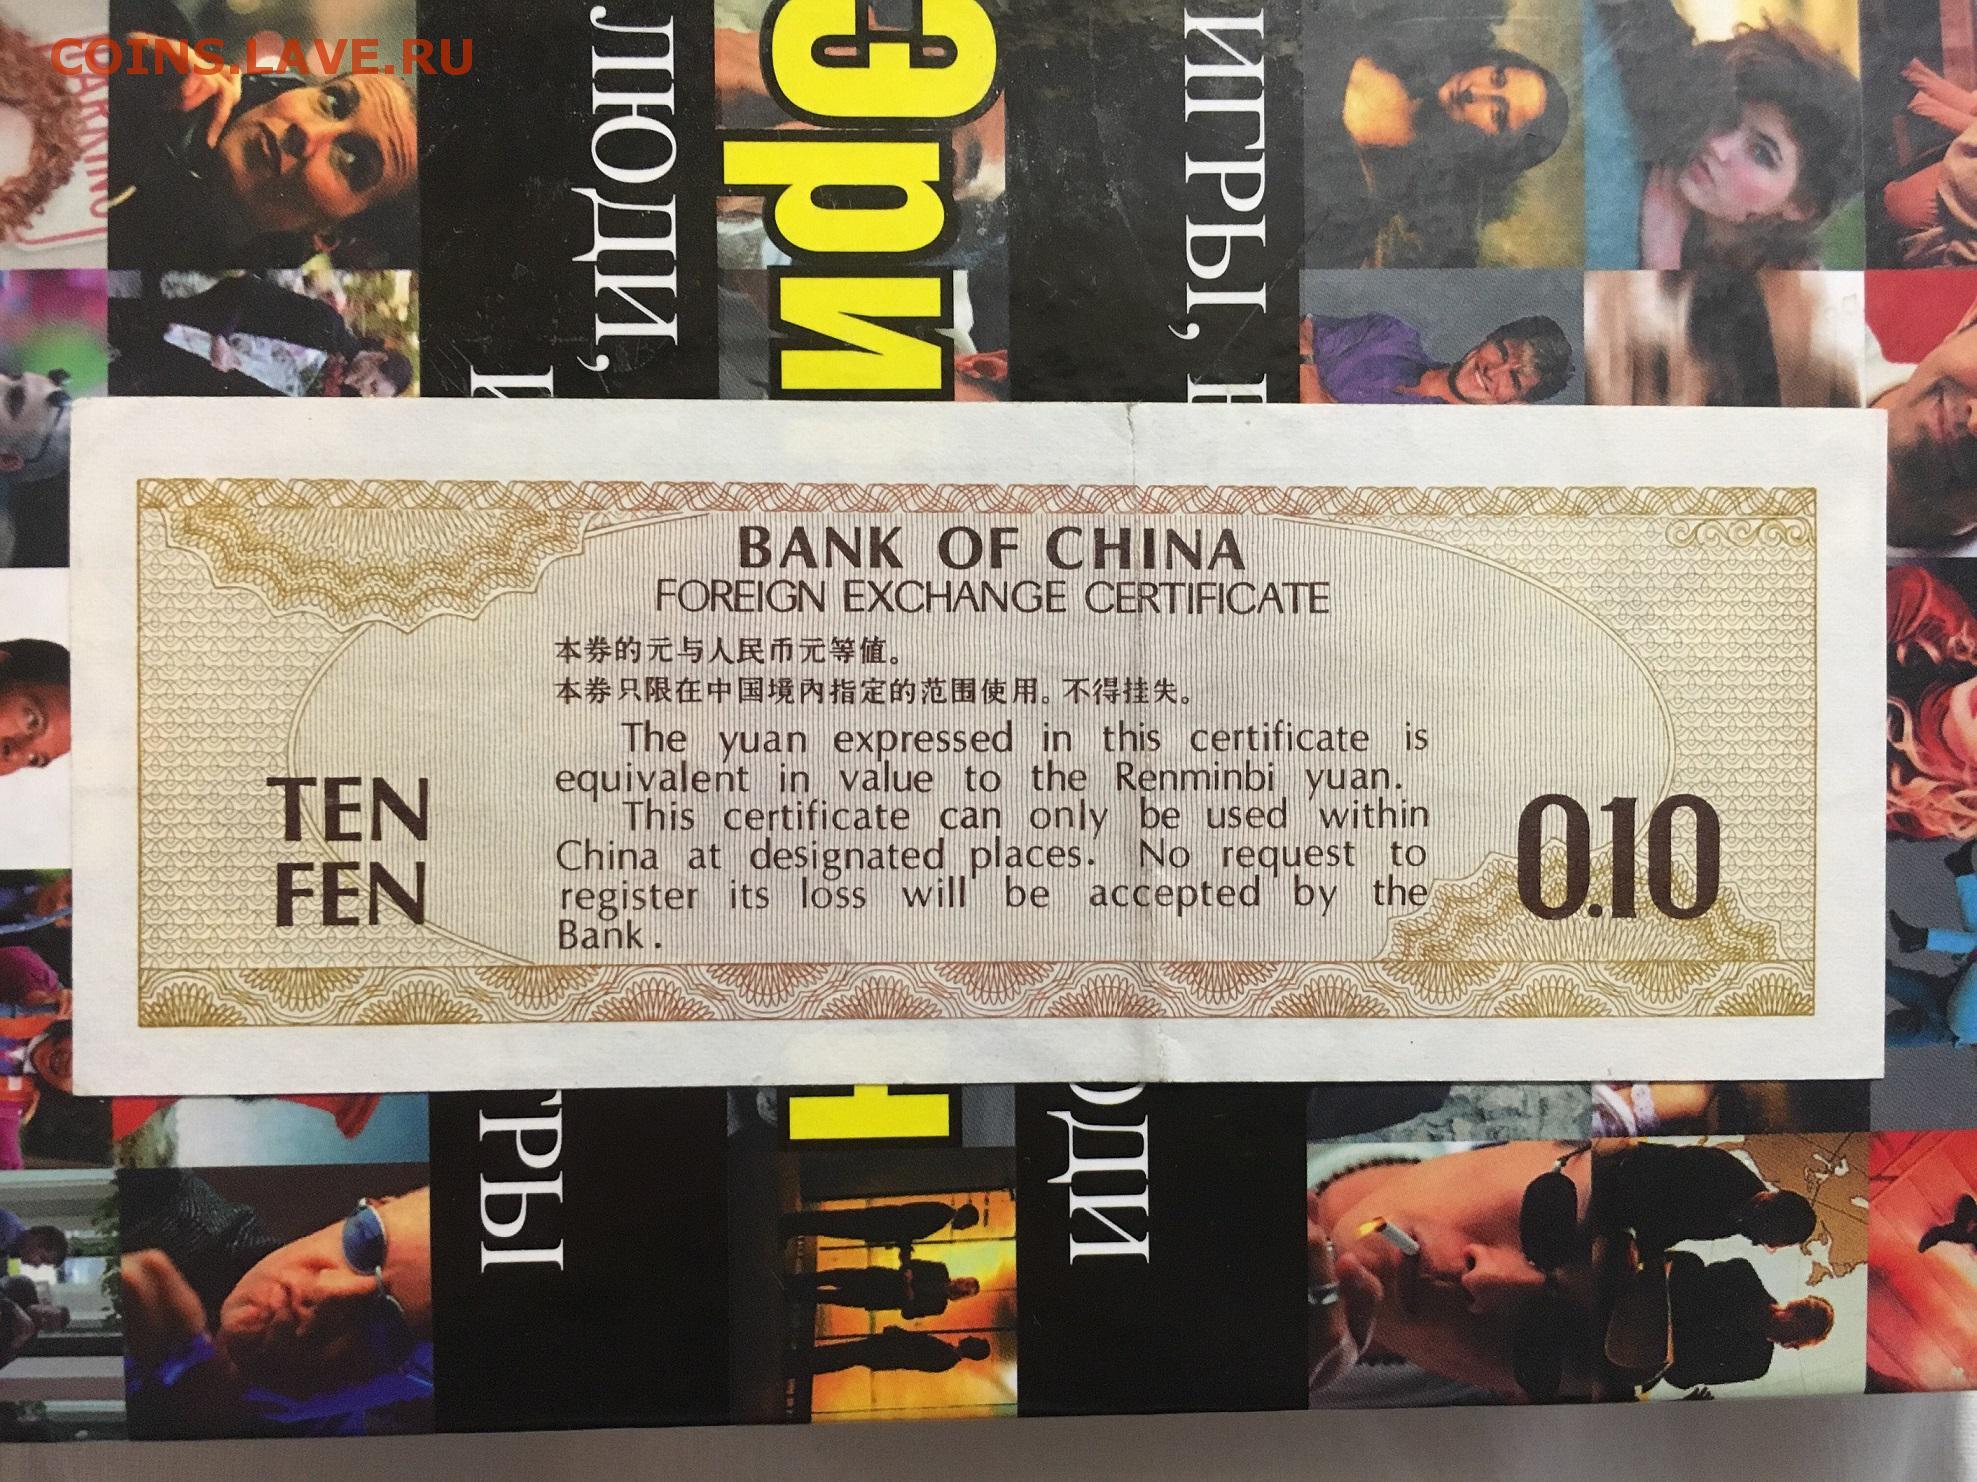 COINS.LAVE.RU
PARKING
ЛЮДИ,
И
Эри
ИГРЫ,
BANK OF CHINA
FOREIGN EXCHANGE CERTIFICATE
本券的元与人民币元等值。
本券只限在中国境内指定的范围使用。不得挂失。
The yuan expressed in this certificate is
equivalent in value to the Renminbi yuan.
This certificate can only be used within
China at designated places. No request to
register its loss will be accepted by the
Bank.
TEN
FEN
0.10